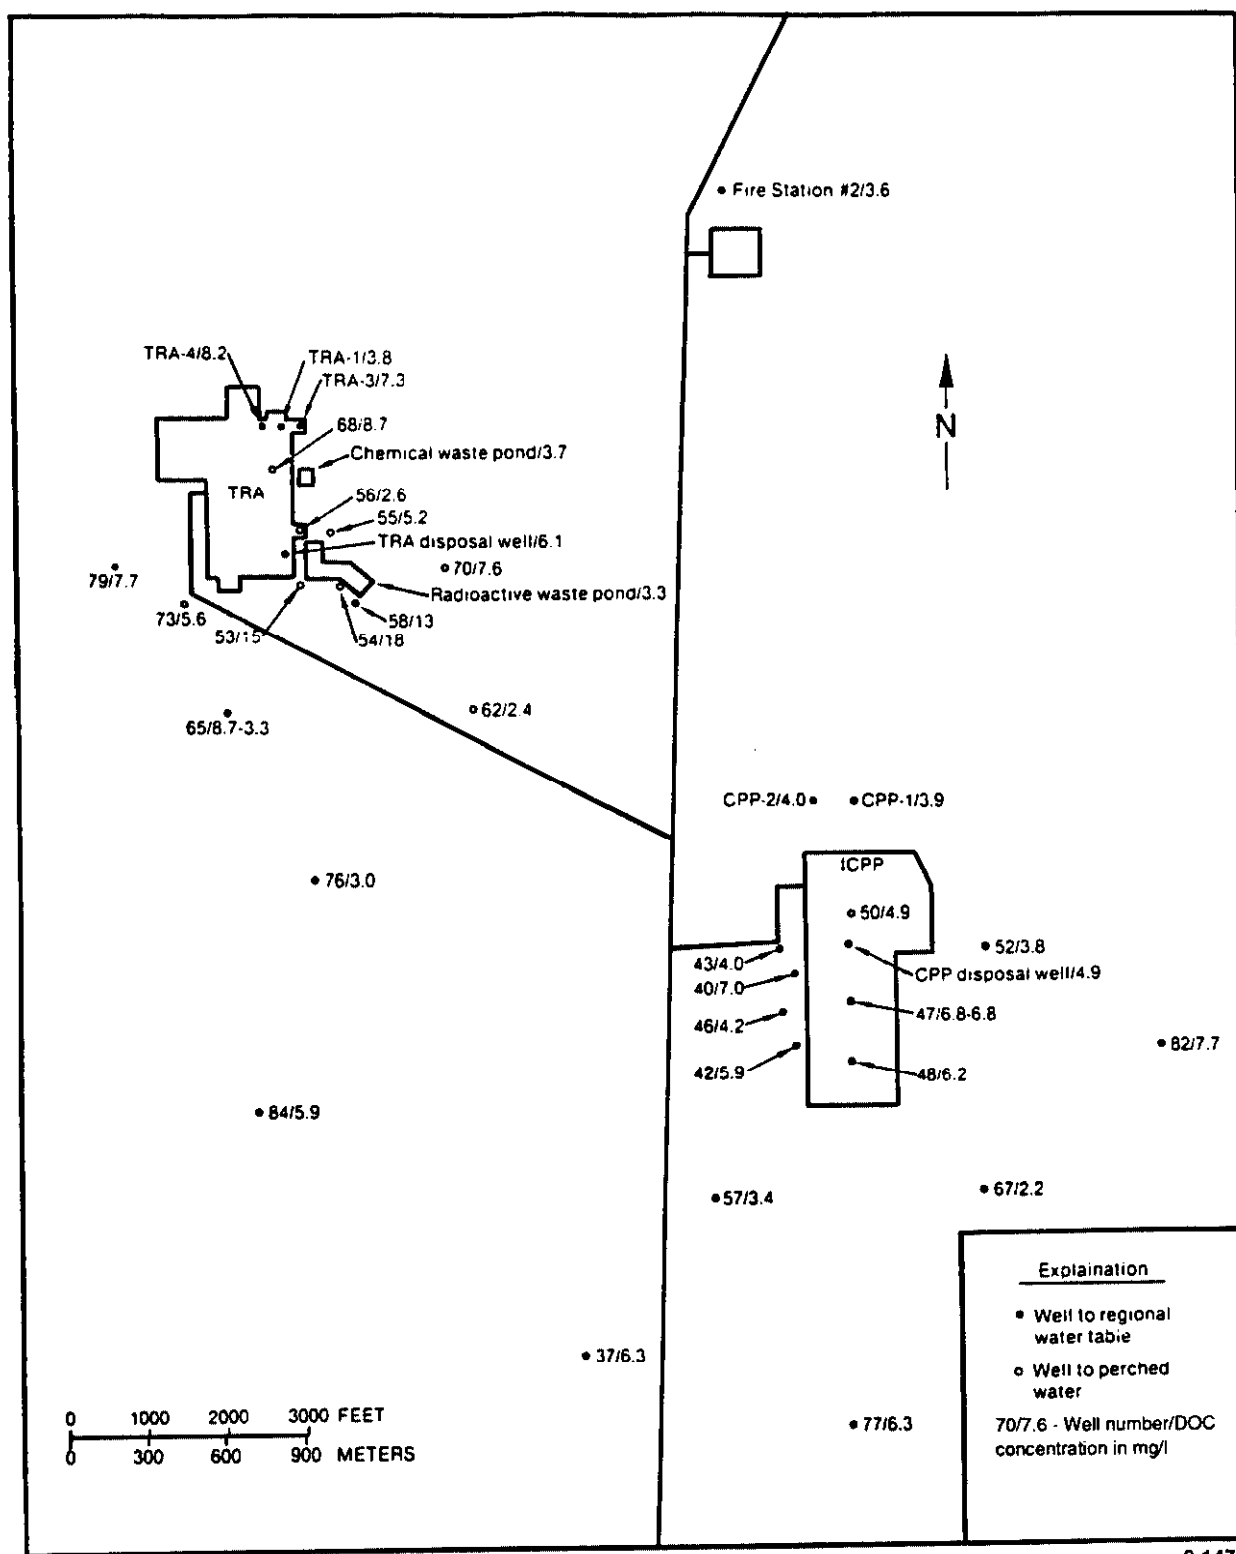 Fire Station #2/3.6
TRA-4/8.2
TRA-1/3.8
TRA-3/7.3
68/8.7
Chemical waste pond/3.7
TRA
56/2.6
55/5.2
TRA disposal well/6.1
79/7.7
70/7.6
Radioactive waste pond/3.3
73/5.6
58/13
53/15
54/18
N
65/8.7-3.3
62/2.4
CPP-2/4.0
CPP-1/3.9
ICPP
76/3.0
50/4.9
52/3.8
43/4.0
CPP disposal well/4.9
40/7.0
47/6.8-6.8
46/4.2
82/7.7
42/5.9
48/6.2
84/5.9
57/3.4
67/2.2
37/6.3
77/6.3
Explaination
Well to regional
water table
Well to perched
water
70/7.6 - Well number/DOC
concentration in mg/l
0 1000 2000 3000 FEET
0 300 600 900 METERS